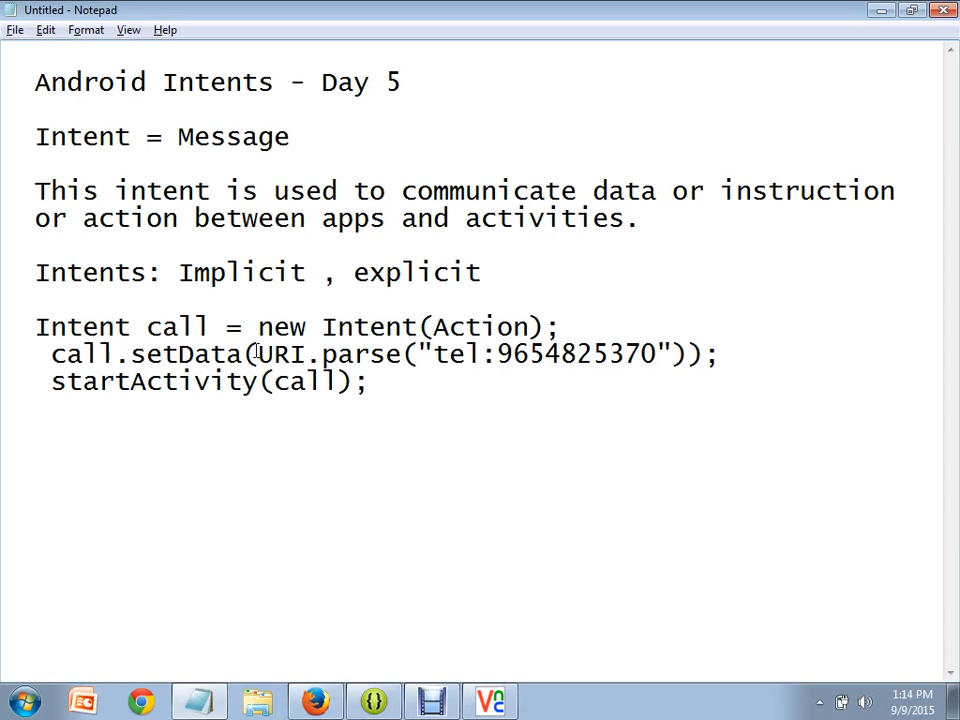 Untitled - Notepad
File Edit Format View Help
Android Intents - Day 5
Intent = Message
This intent is used to communicate data or instruction
or action between apps and activities.
Intents: Implicit , explicit
Intent call = new Intent(Action);
call.setData(URI.parse("tel:9654825370"));
startActivity(call);
1:14 PM
9/9/2015